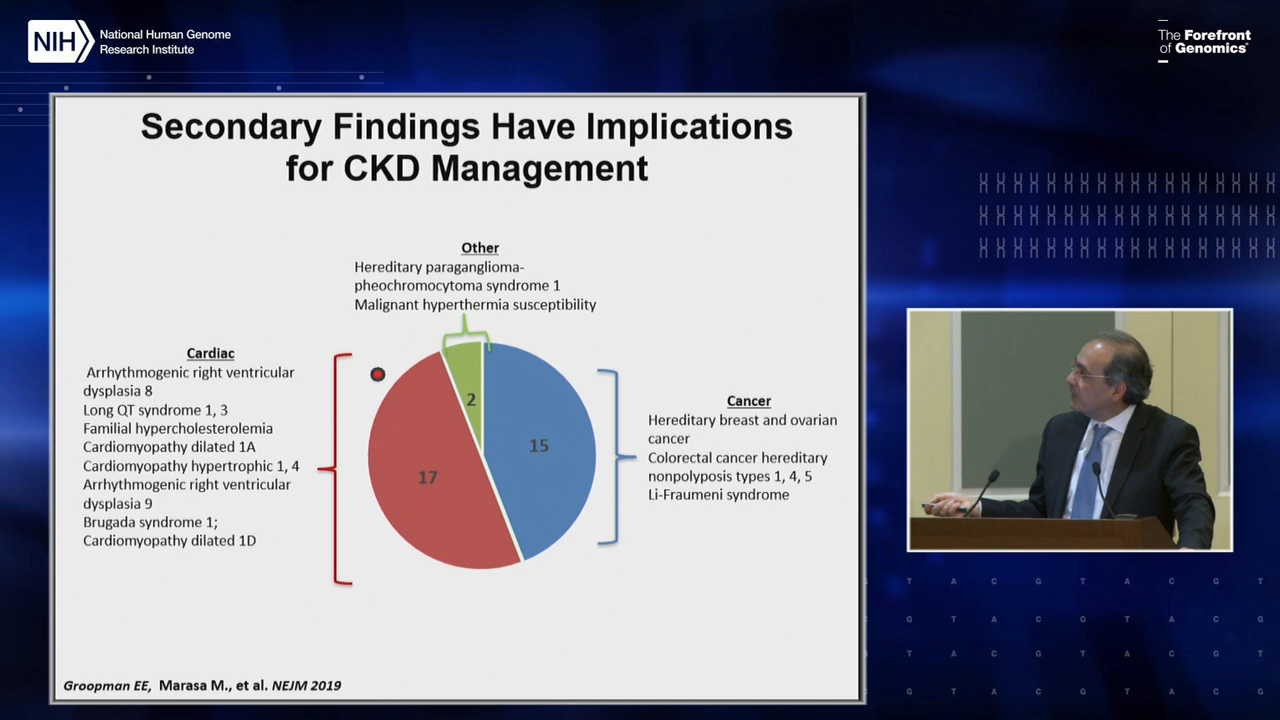 NIH
National Human Genome
Research Institute
The Forefront
of Genomics®
Secondary Findings Have Implications
for CKD Management
Other
Hereditary paraganglioma-
pheochromocytoma syndrome 1
Malignant hyperthermia susceptibility
Cardiac
Arrhythmogenic right ventricular
dysplasia 8
Long QT syndrome 1, 3
Familial hypercholesterolemia
Cardiomyopathy dilated 1A
Cardiomyopathy hypertrophic 1, 4
Arrhythmogenic right ventricular
dysplasia 9
Brugada syndrome 1;
Cardiomyopathy dilated 1D
2
15
17
Cancer
Hereditary breast and ovarian
cancer
Colorectal cancer hereditary
nonpolyposis types 1, 4, 5
Li-Fraumeni syndrome
Groopman EE, Marasa M., et al. NEJM 2019
T A C G T A C G T
G T A C G T A C G
T A C G T A C G T
G T A C G T A C G